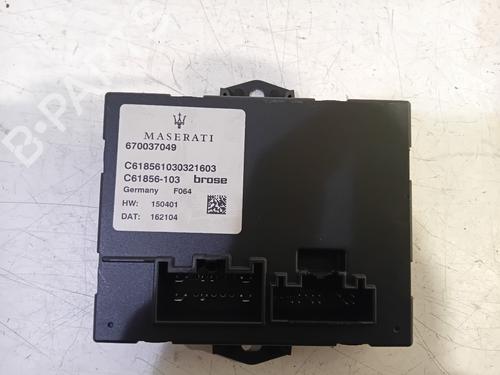 MASERATI
670037049
C618561030321603
C61856-103 brose
Germany F064
HW: 150401
DAT: 162104
B-PARTS